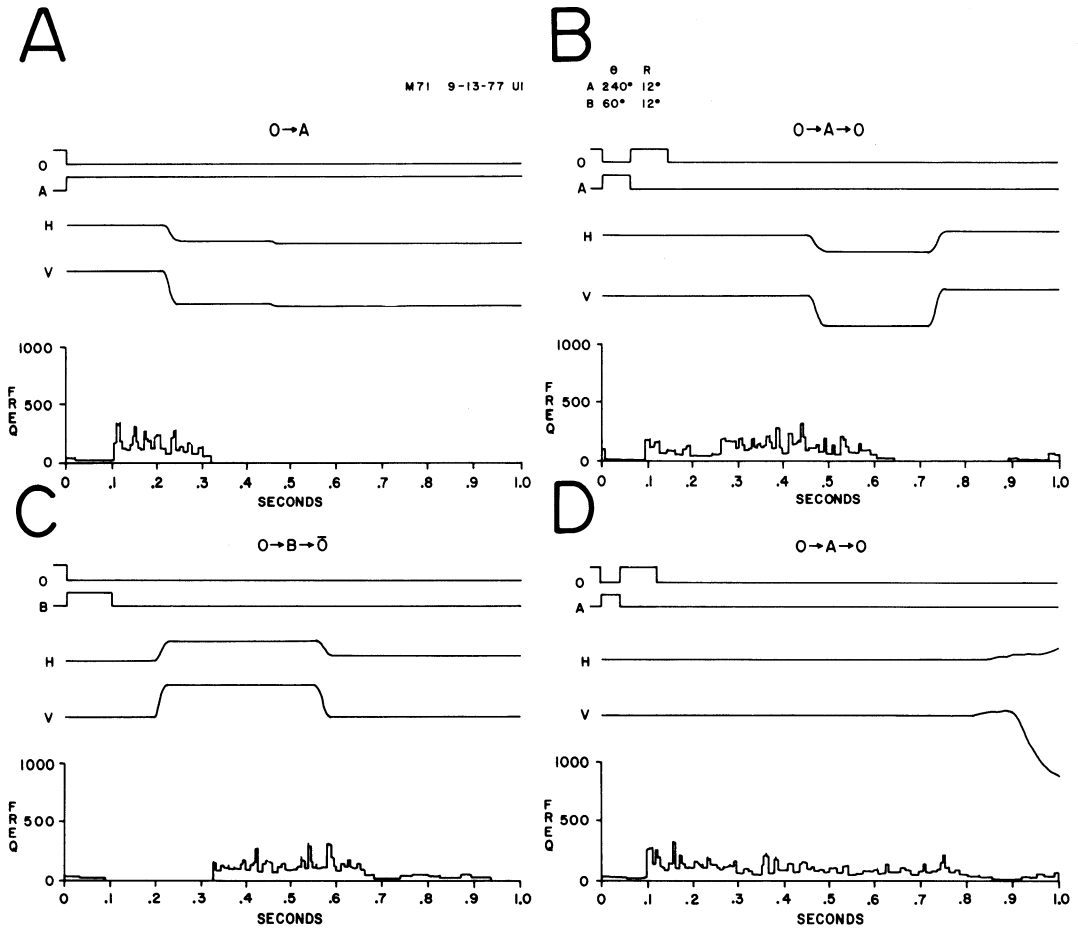 A
M71 9-13-77 U1
O→A
O
A
H
V
1000
500
0
FREQ
0 .1 .2 .3 .4 .5 .6 .7 .8 .9 1.0
SECONDS
B
θ R
A 240° 12°
B 60° 12°
O→A→O
O
A
H
V
1000
500
0
FREQ
0 .1 .2 .3 .4 .5 .6 .7 .8 .9 1.0
SECONDS
C
O→B→Ō
O
B
H
V
1000
500
0
FREQ
0 .1 .2 .3 .4 .5 .6 .7 .8 .9 1.0
SECONDS
D
O→A→O
O
A
H
V
1000
500
0
FREQ
0 .1 .2 .3 .4 .5 .6 .7 .8 .9 1.0
SECONDS